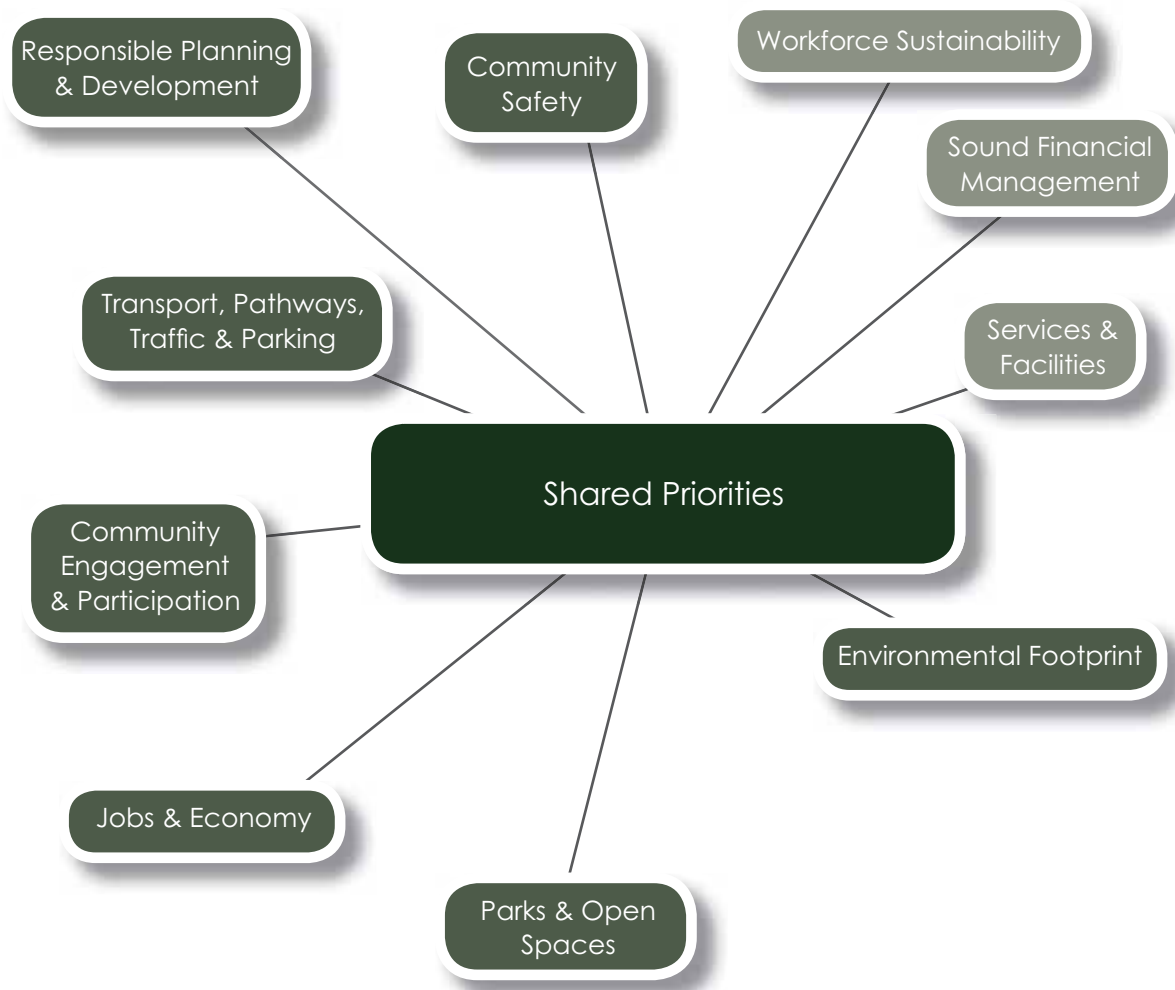 Responsible Planning
& Development
Community
Safety
Workforce Sustainability
Sound Financial
Management
Transport, Pathways,
Traffic & Parking
Services &
Facilities
Shared Priorities
Community
Engagement
& Participation
Environmental Footprint
Jobs & Economy
Parks & Open
Spaces